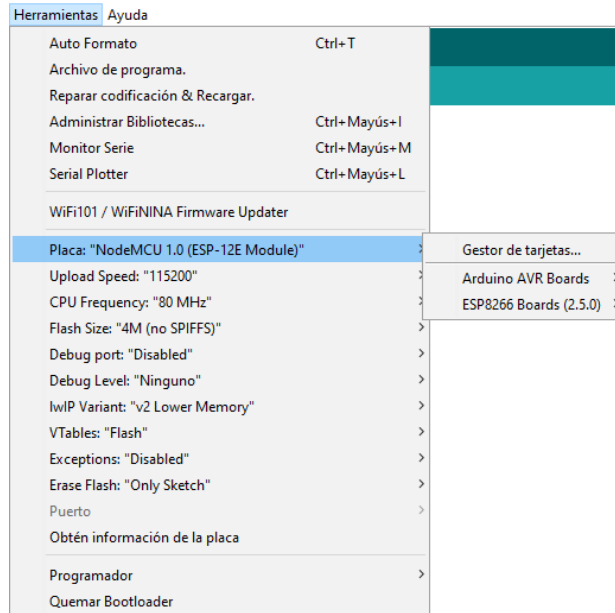 Herramientas Ayuda
Auto Formato Ctrl+T
Archivo de programa.
Reparar codificación & Recargar.
Administrar Bibliotecas... Ctrl+Mayús+I
Monitor Serie Ctrl+Mayús+M
Serial Plotter Ctrl+Mayús+L
WiFi101 / WiFiNINA Firmware Updater
Placa: "NodeMCU 1.0 (ESP-12E Module)"
Gestor de tarjetas...
Upload Speed: "115200"
Arduino AVR Boards
CPU Frequency: "80 MHz"
ESP8266 Boards (2.5.0)
Flash Size: "4M (no SPIFFS)"
Debug port: "Disabled"
Debug Level: "Ninguno"
lwIP Variant: "v2 Lower Memory"
VTables: "Flash"
Exceptions: "Disabled"
Erase Flash: "Only Sketch"
Puerto
Obtén información de la placa
Programador
Quemar Bootloader